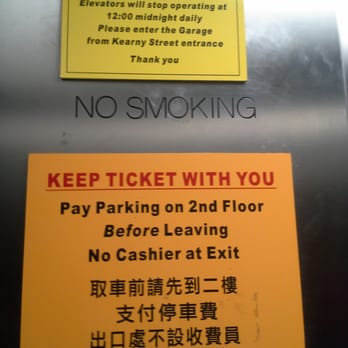 Elevators will stop operating at
12:00 midnight daily
Please enter the Garage
from Kearny Street entrance
Thank you
NO SMOKING
KEEP TICKET WITH YOU
Pay Parking on 2nd Floor
Before Leaving
No Cashier at Exit
取車前請先到二樓
支付停車費
出口處不設收費員